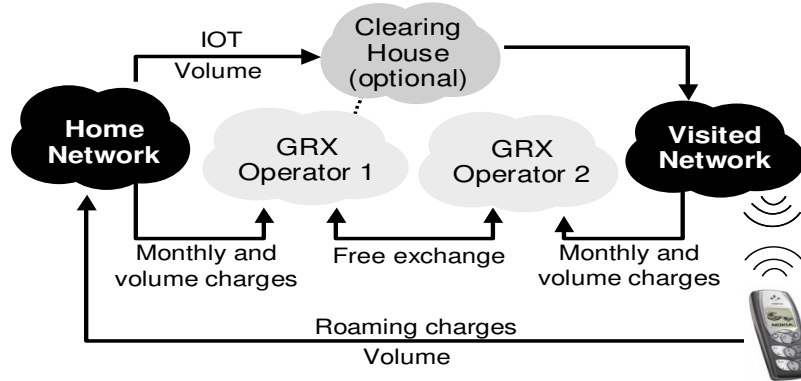 IOT
Volume
Clearing
House
(optional)
Home
Network
GRX
Operator 1
GRX
Operator 2
Visited
Network
Monthly and
volume charges
Free exchange
Monthly and
volume charges
Roaming charges
Volume
NOKIA